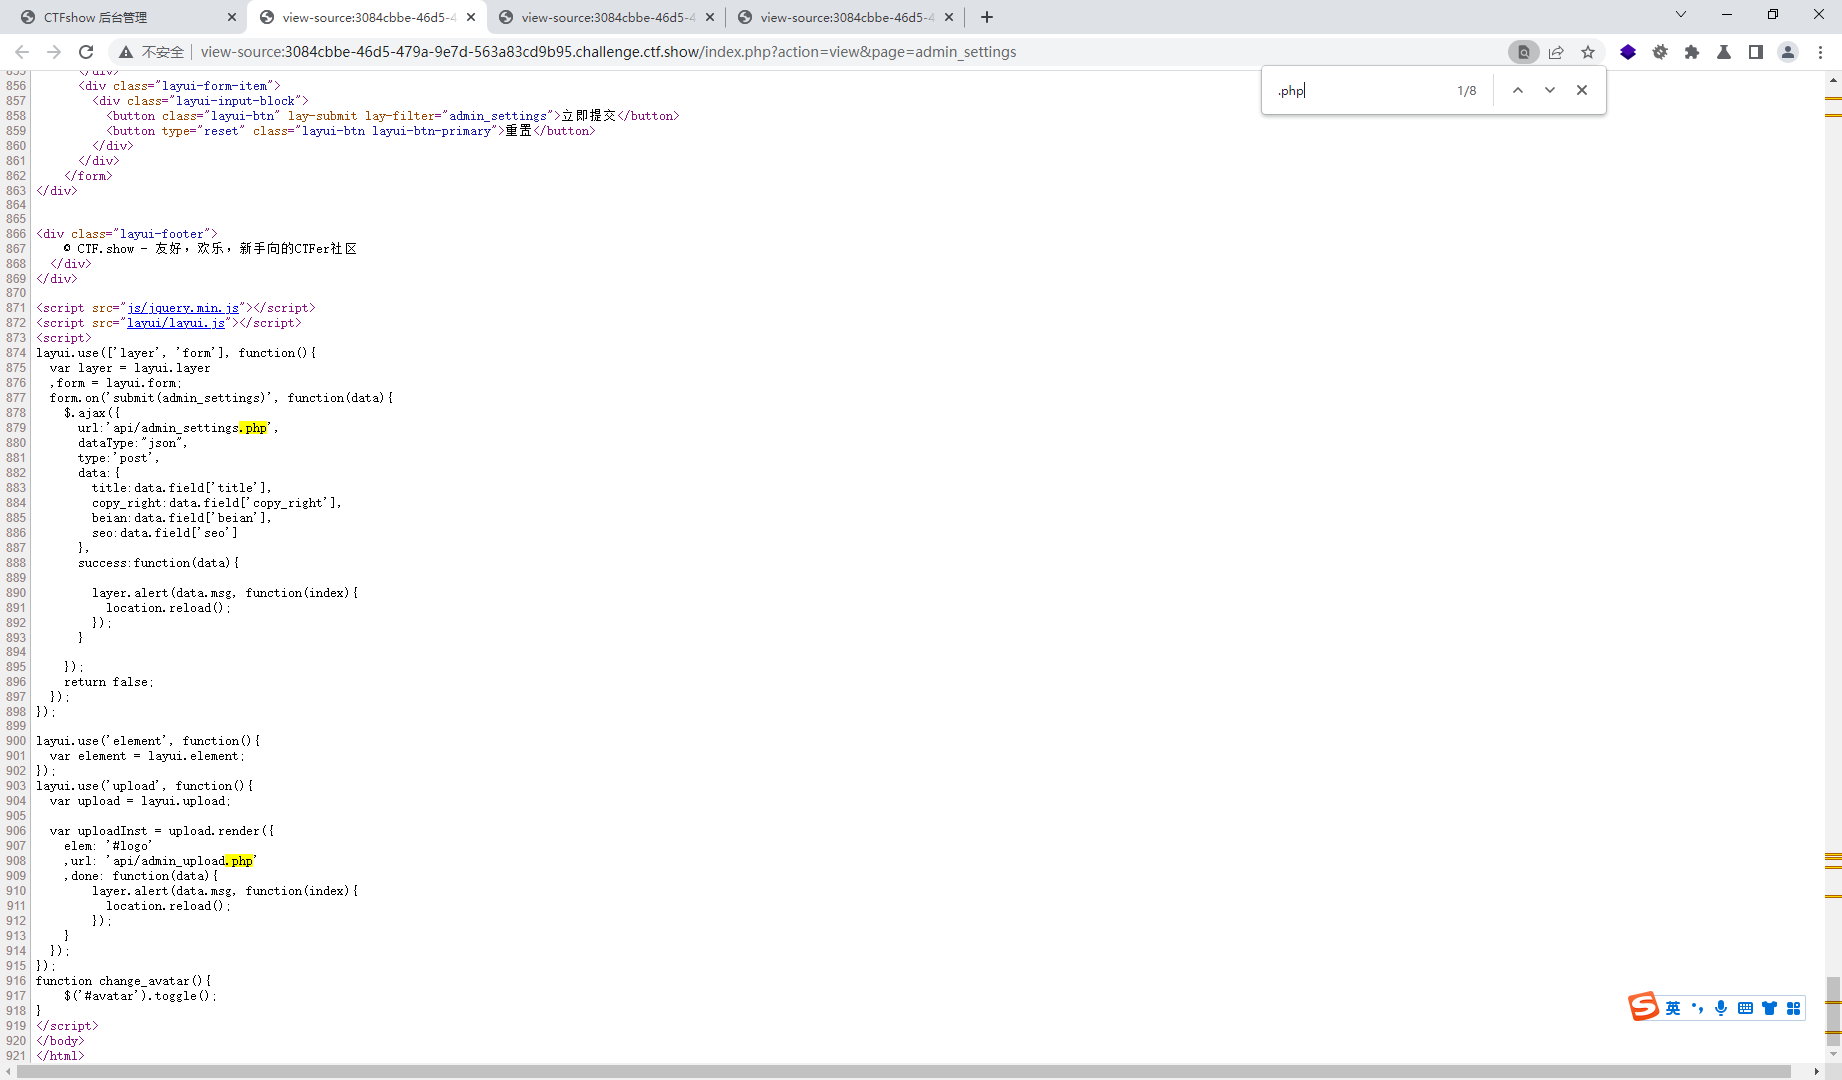 CTFshow 后台管理
view-source:3084cbbe-46d5-4
view-source:3084cbbe-46d5-4
view-source:3084cbbe-46d5-4
不安全 | view-source:3084cbbe-46d5-479a-9e7d-563a83cd9b95.challenge.ctf.show/index.php?action=view&page=admin_settings
.php 1/8
855 </div>
856 <div class="layui-form-item">
857 <div class="layui-input-block">
858 <button class="layui-btn" lay-submit lay-filter="admin_settings">立即提交</button>
859 <button type="reset" class="layui-btn layui-btn-primary">重置</button>
860 </div>
861 </div>
862 </form>
863 </div>
864
865
866 <div class="layui-footer">
867 © CTF.show - 友好，欢乐，新手向的CTFer社区
868 </div>
869 </div>
870
871 <script src="js/jquery.min.js"></script>
872 <script src="layui/layui.js"></script>
873 <script>
874 layui.use(['layer', 'form'], function(){
875 var layer = layui.layer
876 ,form = layui.form;
877 form.on('submit(admin_settings)', function(data){
878 $.ajax({
879 url:'api/admin_settings.php',
880 dataType:"json",
881 type:'post',
882 data:{
883 title:data.field['title'],
884 copy_right:data.field['copy_right'],
885 beian:data.field['beian'],
886 seo:data.field['seo']
887 },
888 success:function(data){
889
890 layer.alert(data.msg, function(index){
891 location.reload();
892 });
893 }
894
895 });
896 return false;
897 });
898 });
899
900 layui.use('element', function(){
901 var element = layui.element;
902 });
903 layui.use('upload', function(){
904 var upload = layui.upload;
905
906 var uploadInst = upload.render({
907 elem: '#logo'
908 ,url: 'api/admin_upload.php'
909 ,done: function(data){
910 layer.alert(data.msg, function(index){
911 location.reload();
912 });
913 }
914 });
915 });
916 function change_avatar(){
917 $('#avatar').toggle();
918 }
919 </script>
920 </body>
921 </html>
英